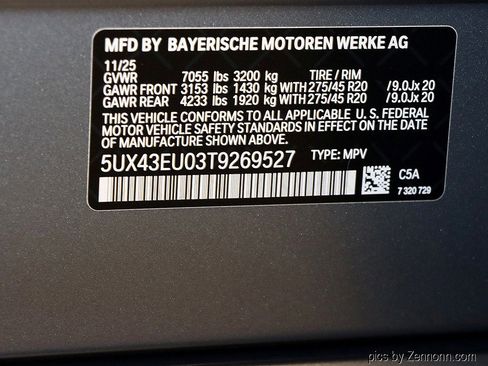 MFD BY BAYERISCHE MOTOREN WERKE AG
11/25
GVWR 7055 lbs 3200 kg TIRE / RIM
GAWR FRONT 3153 lbs 1430 kg WITH 275/45 R20 /9.0Jx 20
GAWR REAR 4233 lbs 1920 kg WITH 275/45 R20 /9.0Jx 20
THIS VEHICLE CONFORMS TO ALL APPLICABLE U. S. FEDERAL
MOTOR VEHICLE SAFETY AND BUMPER STANDARDS
IN EFFECT ON THE DATE OF MANUFACTURE SHOWN ABOVE.
5UX43EU03T9269527 TYPE: MPV
C5A
7 320 729
pics by Zennonn.com